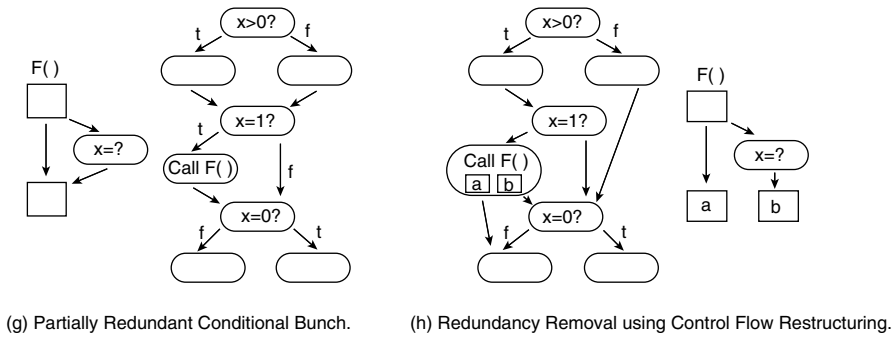 x>0?
t
f
F( )
x=1?
t
x=?
Call F( )
f
x=0?
f
t
(g) Partially Redundant Conditional Bunch.
x>0?
t
f
x=1?
Call F( )
a
b
x=0?
f
t
F( )
x=?
a
b
(h) Redundancy Removal using Control Flow Restructuring.